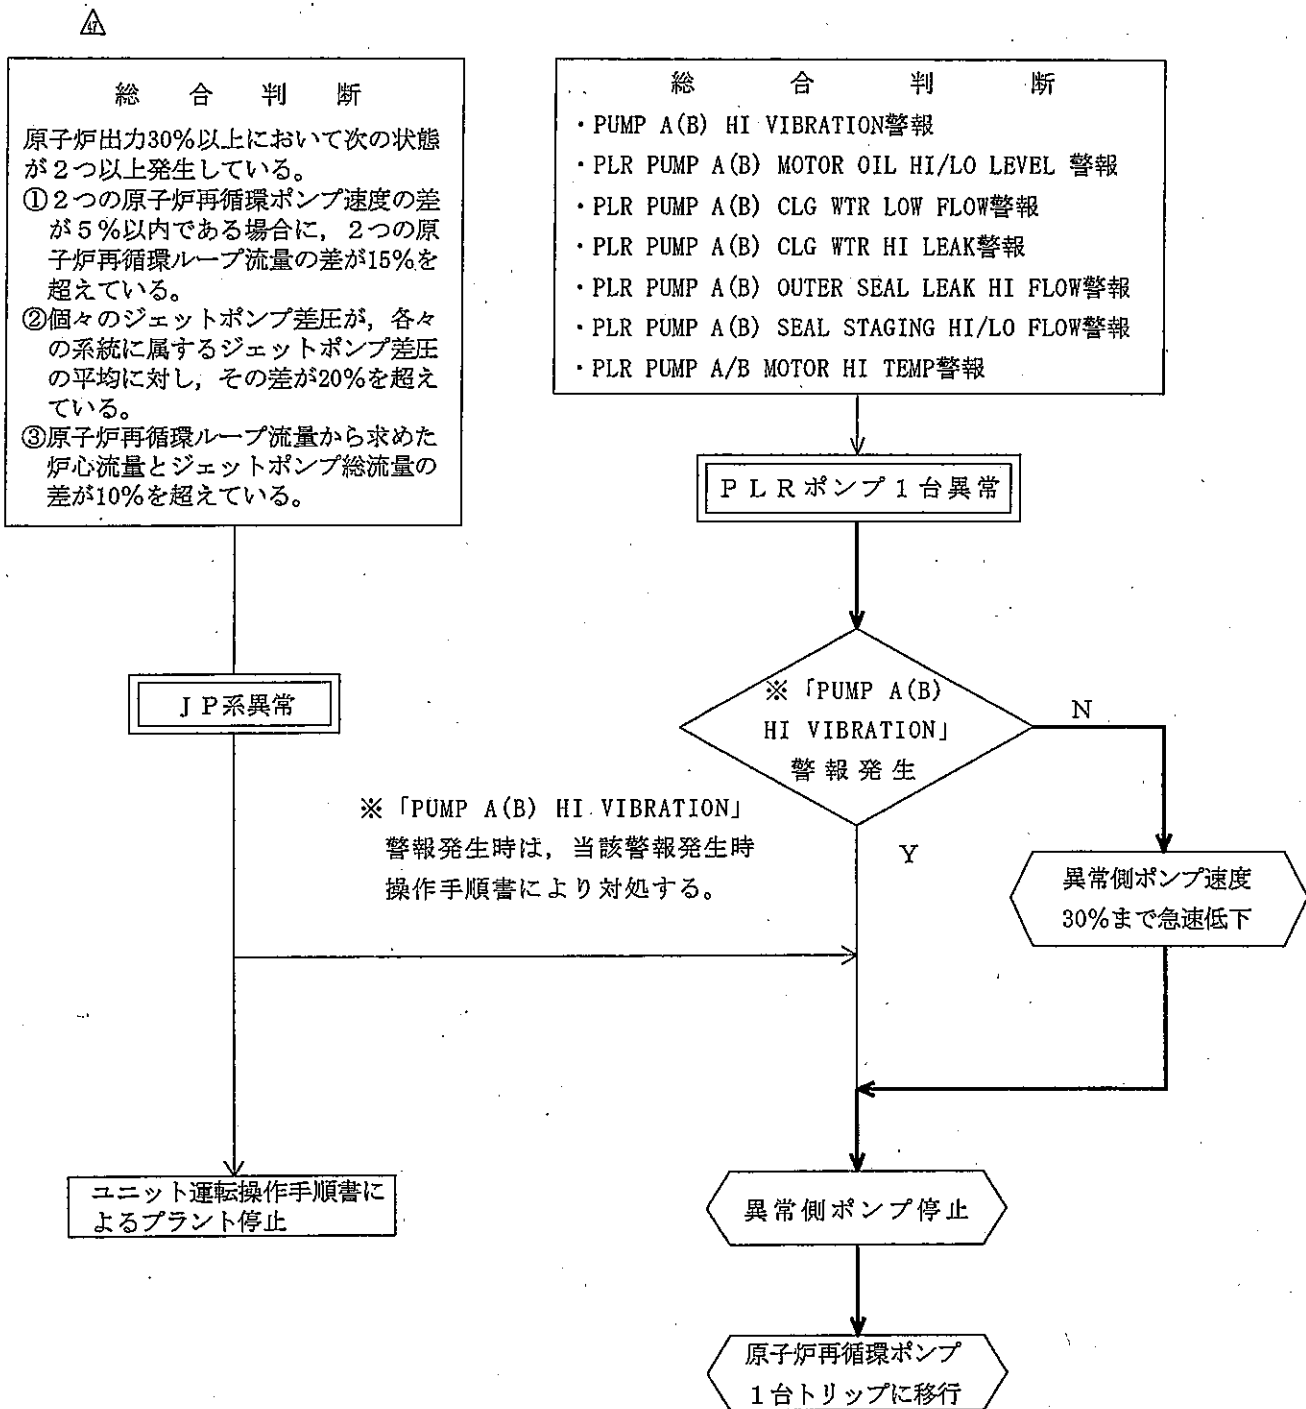 47
総合判断
原子炉出力30%以上において次の状態
が2つ以上発生している。
①2つの原子炉再循環ポンプ速度の差
が5%以内である場合に，2つの原
子炉再循環ループ流量の差が15%を
超えている。
②個々のジェットポンプ差圧が，各々
の系統に属するジェットポンプ差圧
の平均に対し，その差が20%を超え
ている。
③原子炉再循環ループ流量から求めた
炉心流量とジェットポンプ総流量の
差が10%を超えている。
総合判断
・PUMP A(B) HI VIBRATION警報
・PLR PUMP A(B) MOTOR OIL HI/LO LEVEL 警報
・PLR PUMP A(B) CLG WTR LOW FLOW警報
・PLR PUMP A(B) CLG WTR HI LEAK警報
・PLR PUMP A(B) OUTER SEAL LEAK HI FLOW警報
・PLR PUMP A(B) SEAL STAGING HI/LO FLOW警報
・PLR PUMP A/B MOTOR HI TEMP警報
PLRポンプ1台異常
JP系異常
※「PUMP A(B)
HI VIBRATION」
警報発生
N
Y
※「PUMP A(B) HI VIBRATION」
警報発生時は，当該警報発生時
操作手順書により対処する。
異常側ポンプ速度
30%まで急速低下
ユニット運転操作手順書に
よるプラント停止
異常側ポンプ停止
原子炉再循環ポンプ
1台トリップに移行